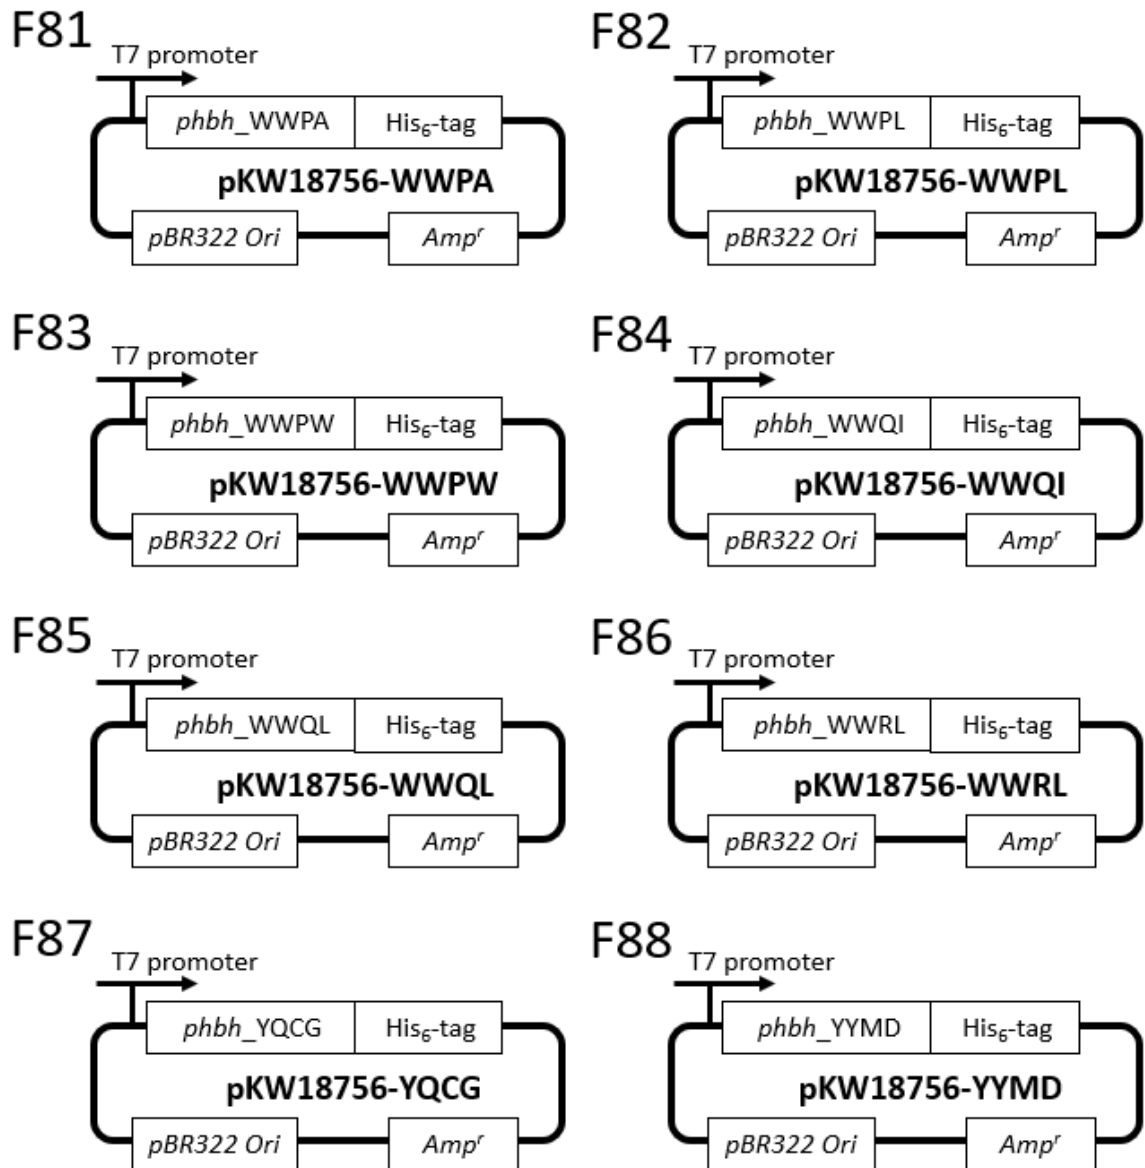 F81
T7 promoter
phbh_WWPA His₆-tag
pKW18756-WWPA
pBR322 Ori Ampʳ
F82
T7 promoter
phbh_WWPL His₆-tag
pKW18756-WWPL
pBR322 Ori Ampʳ
F83
T7 promoter
phbh_WWPW His₆-tag
pKW18756-WWPW
pBR322 Ori Ampʳ
F84
T7 promoter
phbh_WWQI His₆-tag
pKW18756-WWQI
pBR322 Ori Ampʳ
F85
T7 promoter
phbh_WWQL His₆-tag
pKW18756-WWQL
pBR322 Ori Ampʳ
F86
T7 promoter
phbh_WWRL His₆-tag
pKW18756-WWRL
pBR322 Ori Ampʳ
F87
T7 promoter
phbh_YQCG His₆-tag
pKW18756-YQCG
pBR322 Ori Ampʳ
F88
T7 promoter
phbh_YYMD His₆-tag
pKW18756-YYMD
pBR322 Ori Ampʳ